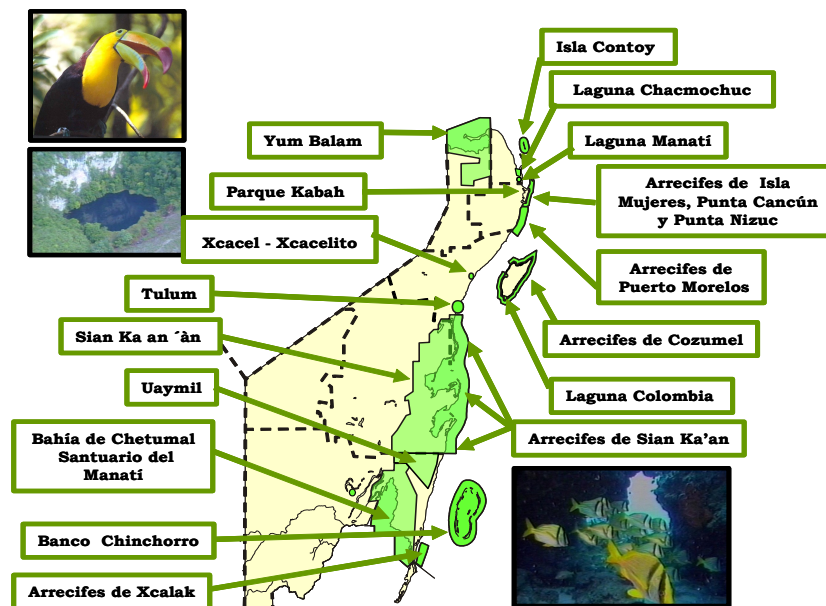 Isla Contoy
Laguna Chacmochuc
Yum Balam
Laguna Manatí
Parque Kabah
Arrecifes de Isla
Mujeres, Punta Cancún
y Punta Nizuc
Xcacel - Xcacelito
Arrecifes de
Puerto Morelos
Tulum
Sian Ka an ´àn
Arrecifes de Cozumel
Uaymil
Laguna Colombia
Bahía de Chetumal
Santuario del
Manatí
Arrecifes de Sian Ka’an
Banco Chinchorro
Arrecifes de Xcalak